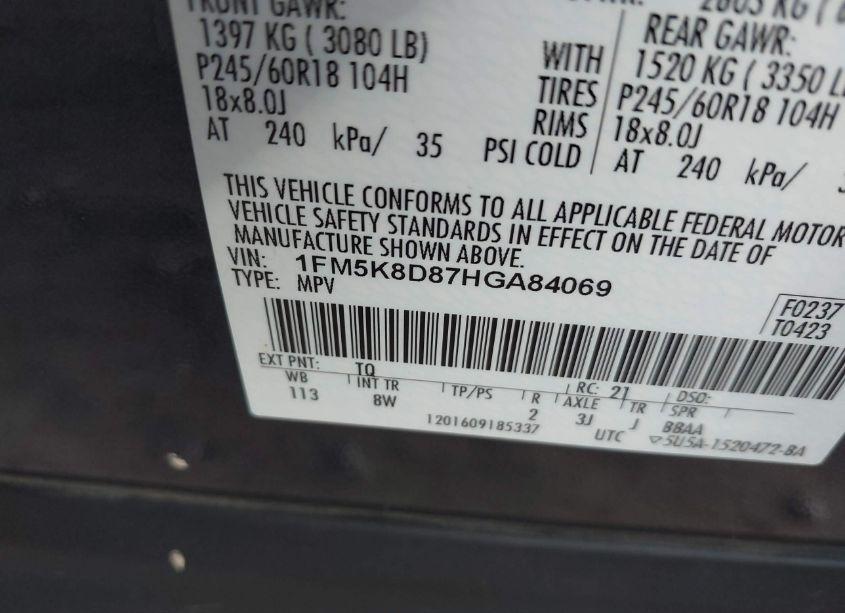 FRONT GAWR:
1397 KG ( 3080 LB)
P245/60R18 104H
18x8.0J
AT 240 kPa/ 35 PSI COLD
WITH
TIRES
RIMS
REAR GAWR:
1520 KG ( 3350 L
P245/60R18 104H
18x8.0J
AT 240 kPa/
THIS VEHICLE CONFORMS TO ALL APPLICABLE FEDERAL MOTOR
VEHICLE SAFETY STANDARDS IN EFFECT ON THE DATE OF
MANUFACTURE SHOWN ABOVE.
VIN: 1FM5K8D87HGA84069
TYPE: MPV
F0237
T0423
EXT PNT: TQ RC: 21 DSO:
WB INT TR TP/PS R AXLE TR SPR
113 8W 2 3J J BBAA
1201609185337 UTC ▽5U5A-1520472-BA